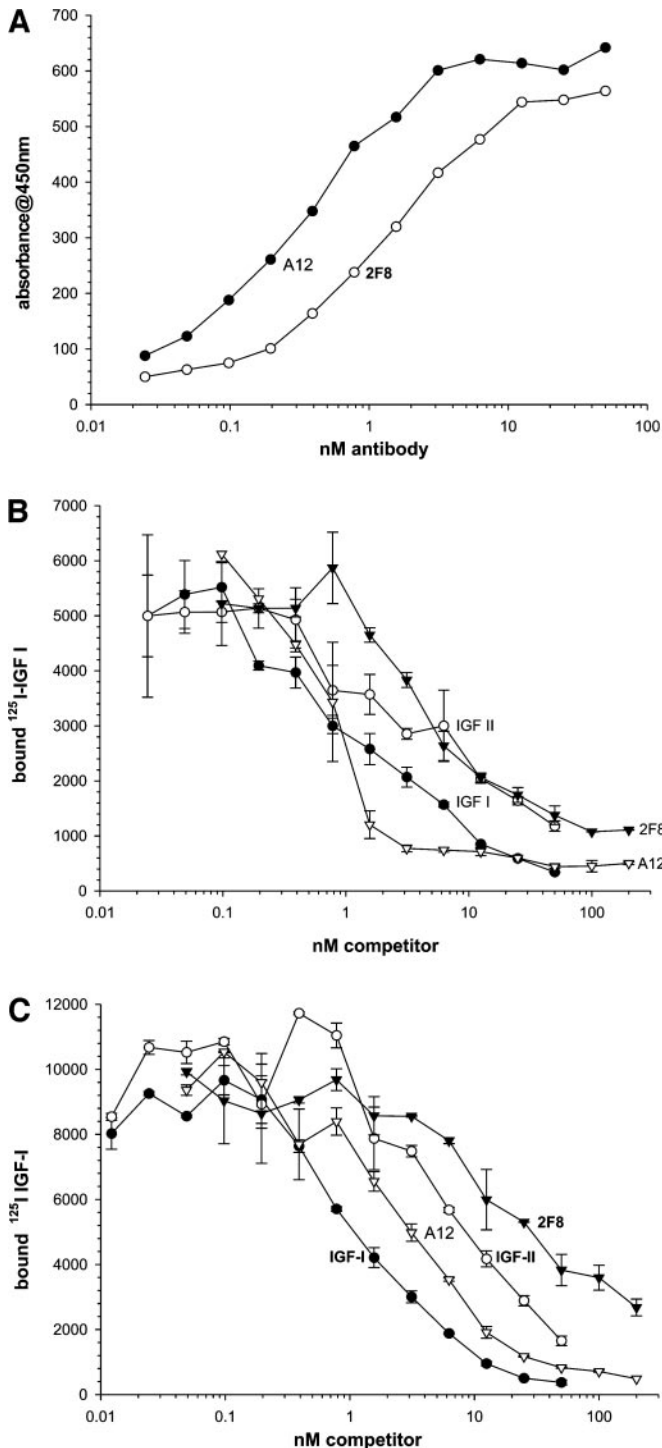 A
700
600
500
400
300
200
100
0
absorbance@450nm
A12
2F8
0.01 0.1 1 10 100
nM antibody
B
7000
6000
5000
4000
3000
2000
1000
0
bound ¹²⁵I-IGF I
IGF II
IGF I
2F8
A12
0.01 0.1 1 10 100
nM competitor
C
12000
10000
8000
6000
4000
2000
0
bound ¹²⁵I IGF-I
IGF-I
A12
IGF-II
2F8
0.01 0.1 1 10 100
nM competitor